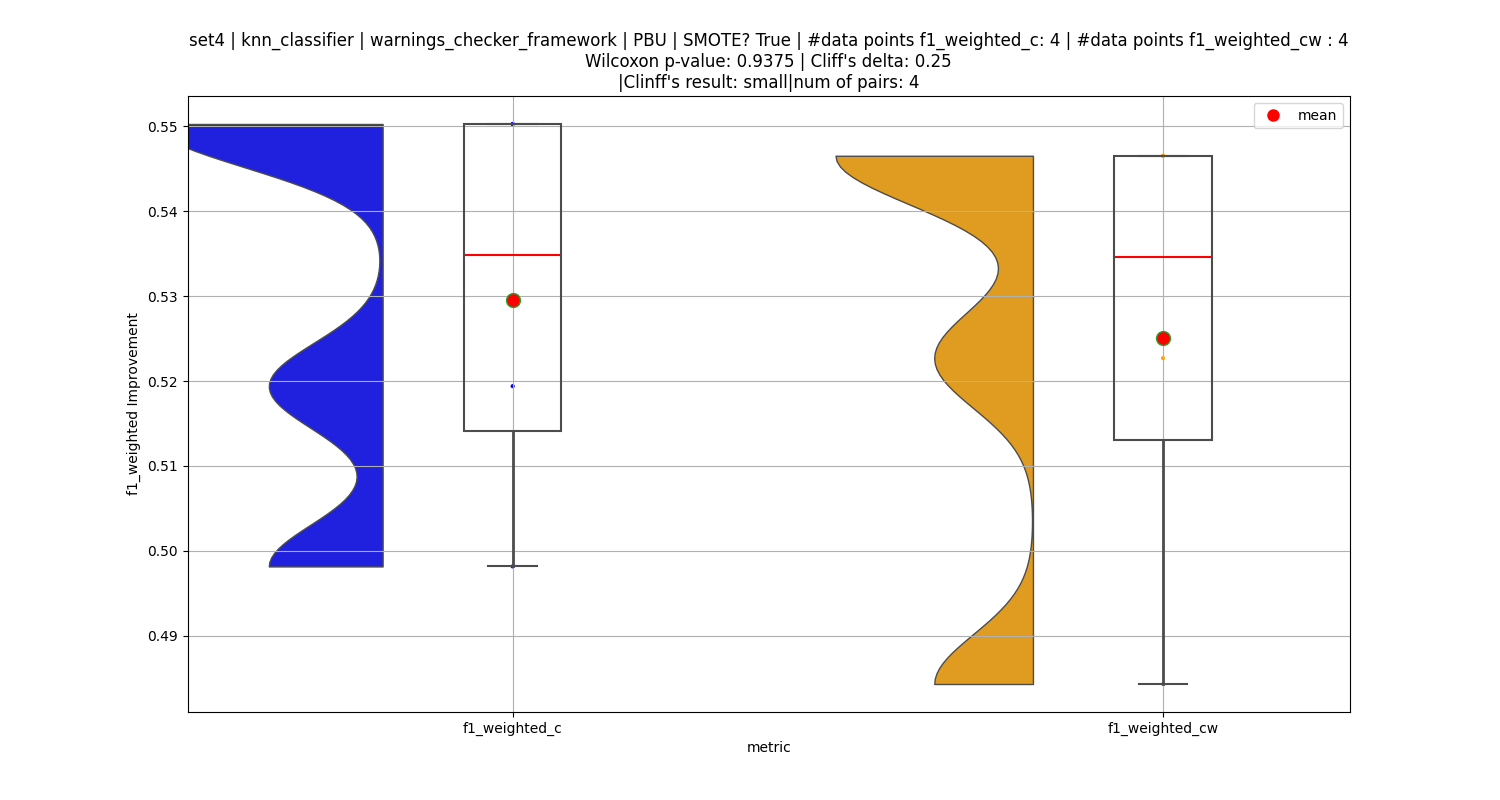 set4 | knn_classifier | warnings_checker_framework | PBU | SMOTE? True | #data points f1_weighted_c: 4 | #data points f1_weighted_cw : 4
Wilcoxon p-value: 0.9375 | Cliff's delta: 0.25
|Clinff's result: small|num of pairs: 4
mean
0.55
0.54
0.53
0.52
0.51
0.50
0.49
f1_weighted Improvement
f1_weighted_c
f1_weighted_cw
metric